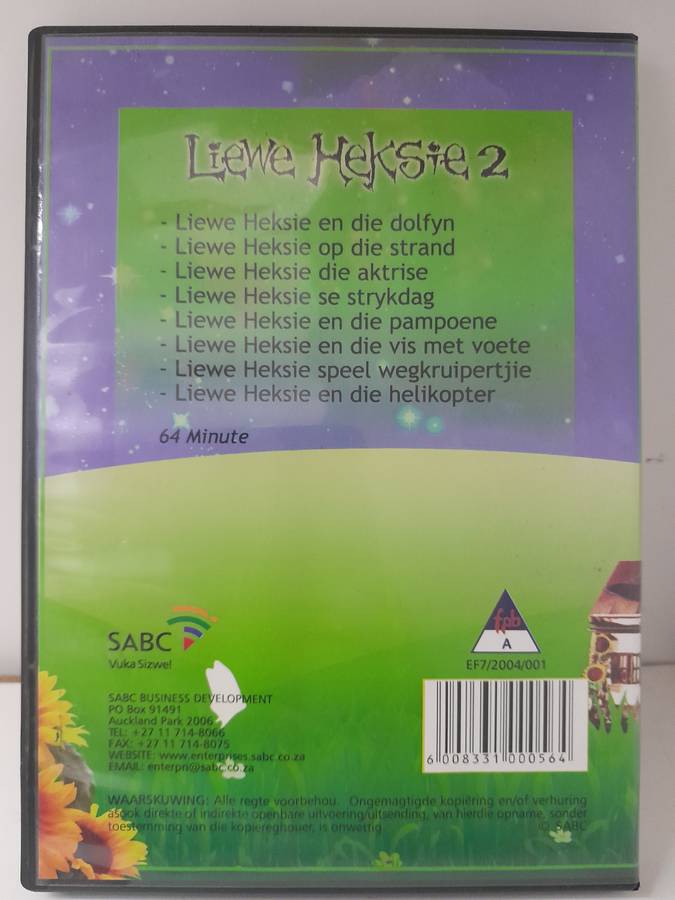 Liewe Heksie 2
- Liewe Heksie en die dolfyn
- Liewe Heksie op die strand
- Liewe Heksie die aktrise
- Liewe Heksie se strykdag
- Liewe Heksie en die pampoene
- Liewe Heksie en die vis met voete
- Liewe Heksie speel wegkruipertjie
- Liewe Heksie en die helikopter
64 Minute
SABC
Vuka Sizwe!
fpb
A
EF7/2004/001
SABC BUSINESS DEVELOPMENT
PO Box 91491
Auckland Park 2006
TEL: +27 11 714-8066
FAX: +27 11 714-8075
WEBSITE: www.enterprises.sabc.co.za
EMAIL: enterpn@sabc.co.za
6 008331 000564
WAARSKUWING: Alle regte voorbehou. Ongemagtigde kopiëring en/of verhuring
asook direkte of indirekte openbare uitvoering/uitsending, van hierdie opname, sonder
toestemming van die kopiereghouer, is onwettig
© SABC